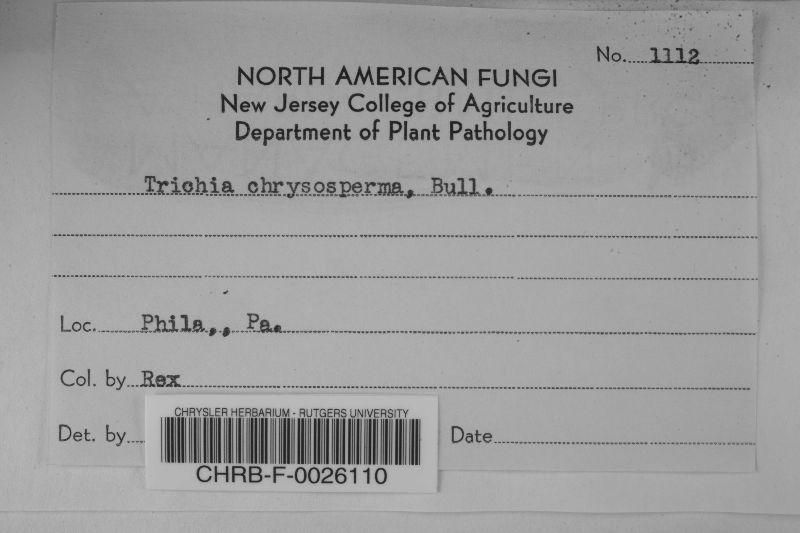 No. 1112
NORTH AMERICAN FUNGI
New Jersey College of Agriculture
Department of Plant Pathology
Trichia chrysosperma, Bull.
Loc. Phila,, Pa.
Col. by Rex
Det. by
Date
CHRYSLER HERBARIUM - RUTGERS UNIVERSITY
CHRB-F-0026110